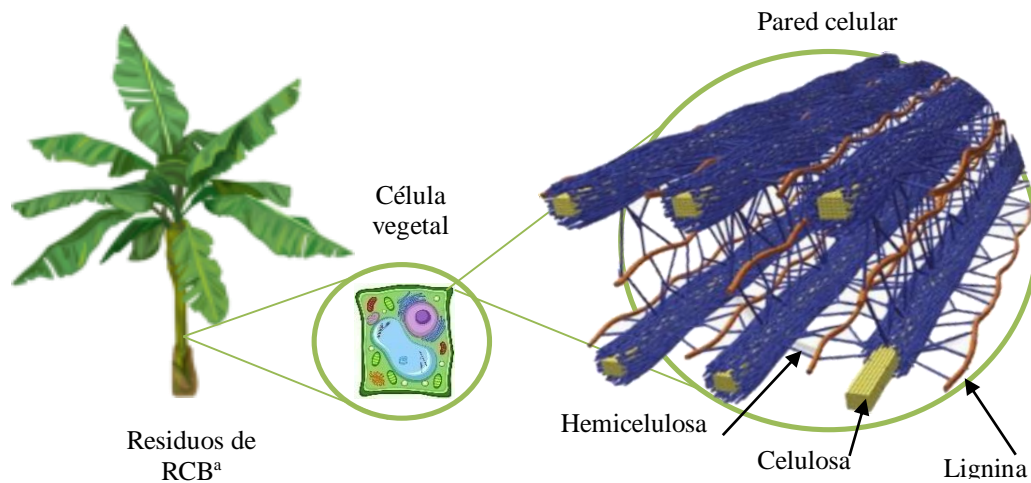 Pared celular
Célula
vegetal
Hemicelulosa
Residuos de
RCBª
Celulosa
Lignina